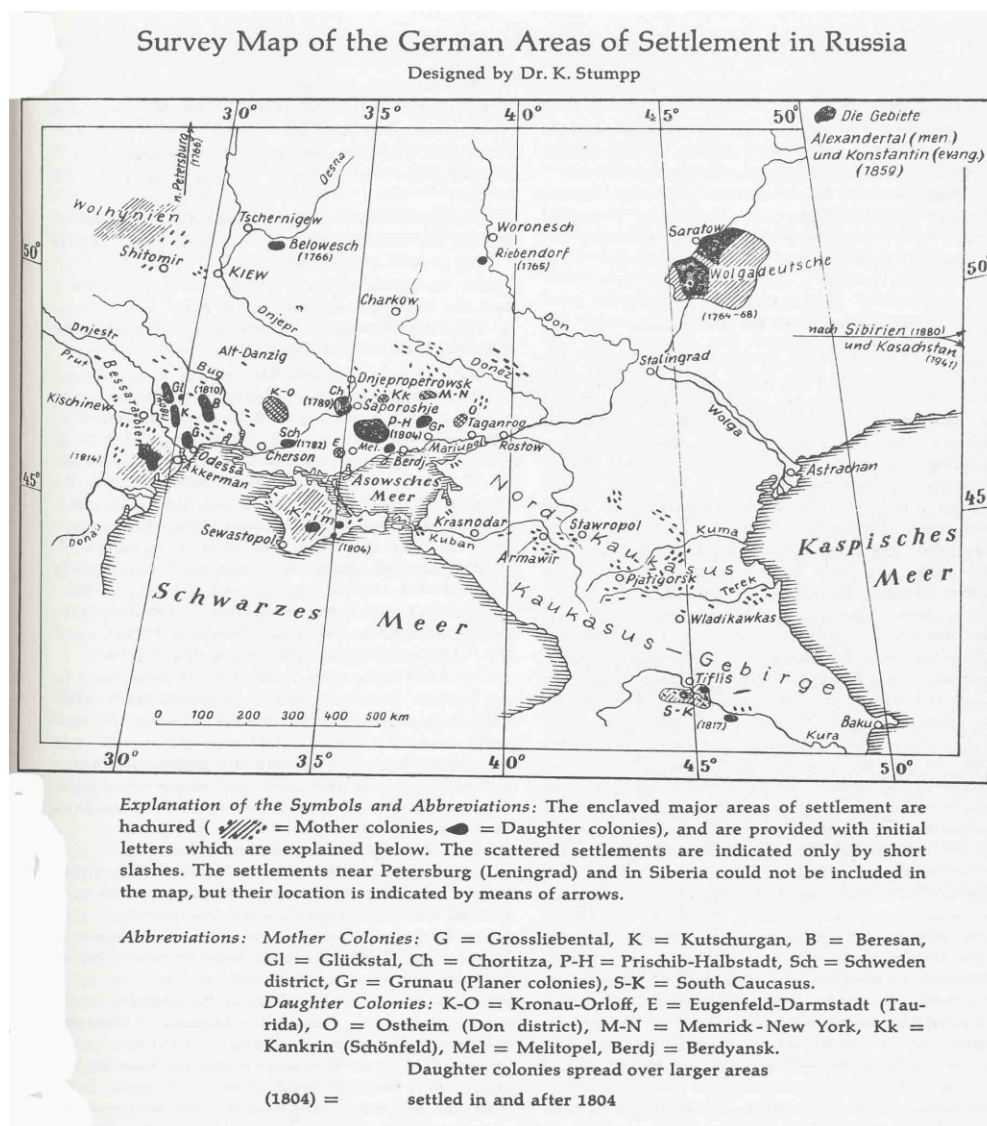 Survey Map of the German Areas of Settlement in Russia
Designed by Dr. K. Stumpp
30°
35°
40°
45
50°
Die Gebiete
Alexandertal (men.)
und Konstantin (evang.)
(1859)
n. Petersburg
(1766)
Desna
Wolhynien
Tschernigew
Belowesch
(1766)
Woronesch
Riebendorf
(1765)
Saratow
Wolgadeutsche
(1764-68)
50°
Shitomir
KIEW
50°
Charkow
Dnjepr
Don
nach Sibirien (1880)
und Kasachstan
(1941)
Dnjestr
Pruf
Alt-Danzig
Bug
Donez
Stalingrad
Bessarabien
Gl
(1810)
K-O
Ch
(1789)
Dnjepropetrowsk
Kk
M-N
Saporoshje
O
Kischinew
K
B
P-H
(1804)
Gr
Taganrog
Wolga
G
Sch
(1782)
E
Mel.
Mariupol
Rostow
(1814)
Odessa
Cherson
Berdj
Astrachan
Akkerman
Asowsches
Meer
45°
45°
Nord
Krim
Krasnodar
Stawropol
Kuma
Kaukasus
Dona
Sewastopol
(1804)
Kuban
Armawir
Kaspisches
Meer
Pjatigorsk
Terek
Schwarzes
Meer
Wladikawkas
Kaukasus-Gebirge
Tiflis
S-K
(1817)
Baku
Kura
0 100 200 300 400 500 km
30°
35°
40°
45°
50°
Explanation of the Symbols and Abbreviations: The enclaved major areas of settlement are
hachured ( = Mother colonies, = Daughter colonies), and are provided with initial
letters which are explained below. The scattered settlements are indicated only by short
slashes. The settlements near Petersburg (Leningrad) and in Siberia could not be included in
the map, but their location is indicated by means of arrows.
Abbreviations: Mother Colonies: G = Grossliebental, K = Kutschurgan, B = Beresan,
Gl = Glückstal, Ch = Chortitza, P-H = Prischib-Halbstadt, Sch = Schweden
district, Gr = Grunau (Planer colonies), S-K = South Caucasus.
Daughter Colonies: K-O = Kronau-Orloff, E = Eugenfeld-Darmstadt (Tau-
rida), O = Ostheim (Don district), M-N = Memrick-New York, Kk =
Kankrin (Schönfeld), Mel = Melitopel, Berdj = Berdyansk.
Daughter colonies spread over larger areas
(1804) = settled in and after 1804